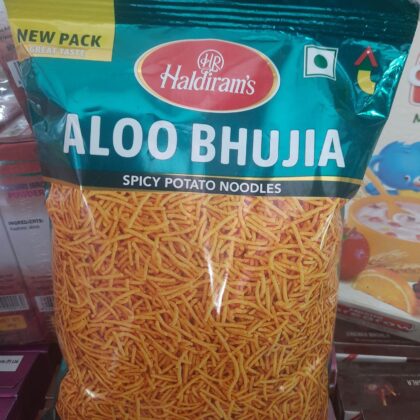 NEW PACK
GREAT TASTE
HR
Haldiram's
ALOO BHUJIA
SPICY POTATO NOODLES
INGREDIENTS: